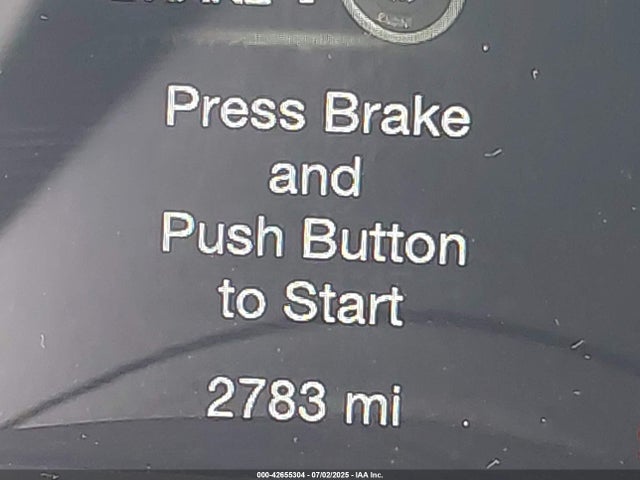 Press Brake
and
Push Button
to Start
2783 mi
000-42655304 - 07/02/2025 - IAA Inc.